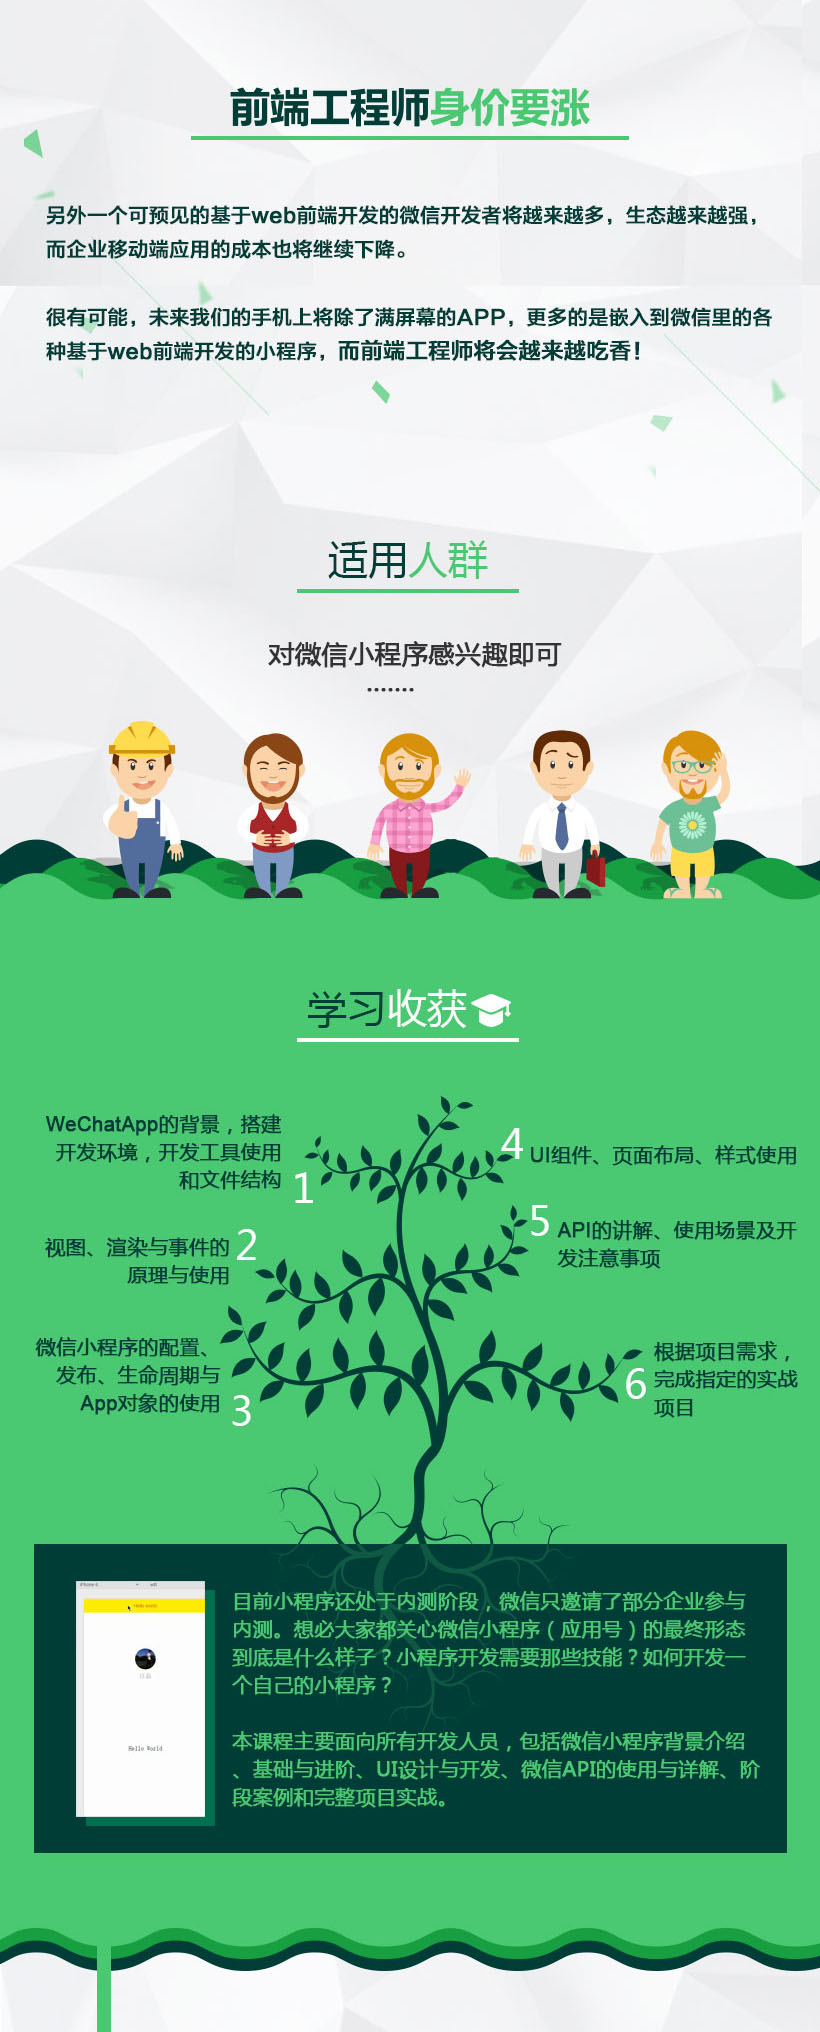 前端工程师身价要涨
另外一个可预见的基于web前端开发的微信开发者将越来越多，生态越来越强，
而企业移动端应用的成本也将继续下降。
很有可能，未来我们的手机上将除了满屏幕的APP，更多的是嵌入到微信里的各
种基于web前端开发的小程序，而前端工程师将会越来越吃香！
适用人群
对微信小程序感兴趣即可
.......
学习收获
WeChatApp的背景，搭建
开发环境，开发工具使用
和文件结构
1
2
视图、渲染与事件的
原理与使用
微信小程序的配置、
发布、生命周期与
App对象的使用
3
4
UI组件、页面布局、样式使用
5
API的讲解、使用场景及开
发注意事项
6
根据项目需求，
完成指定的实战
项目
iPhone 6
wifi
Hello World
目前小程序还处于内测阶段，微信只邀请了部分企业参与
内测。想必大家都关心微信小程序（应用号）的最终形态
到底是什么样子？小程序开发需要那些技能？如何开发一
个自己的小程序？
本课程主要面向所有开发人员，包括微信小程序背景介绍
、基础与进阶、UI设计与开发、微信API的使用与详解、阶
段案例和完整项目实战。